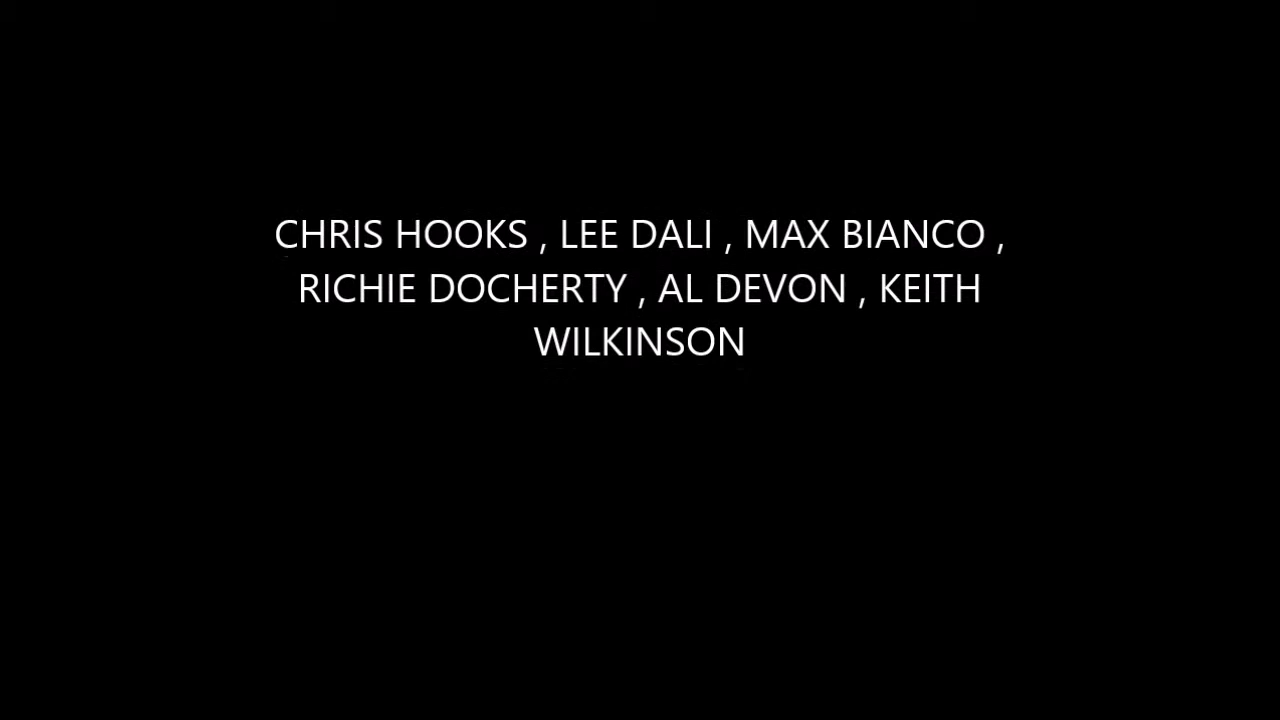 CHRIS HOOKS , LEE DALI , MAX BIANCO ,
RICHIE DOCHERTY , AL DEVON , KEITH
WILKINSON